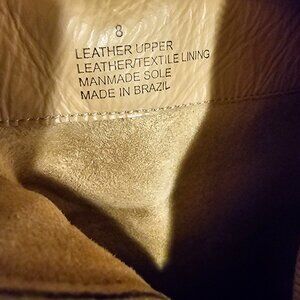 8
LEATHER UPPER
LEATHER/TEXTILE LINING
MANMADE SOLE
MADE IN BRAZIL